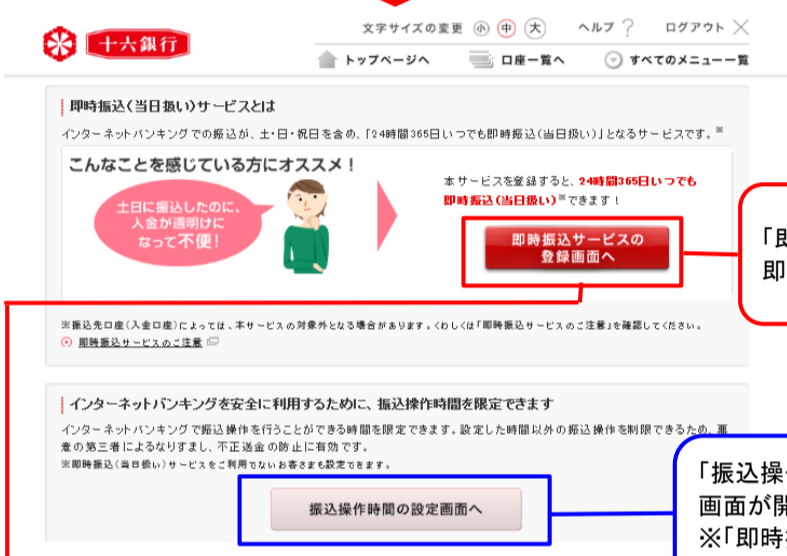 文字サイズの変更 小 中 大 ヘルプ ? ログアウト
十六銀行
トップページへ 口座一覧へ すべてのメニュー一覧
即時振込(当日扱い)サービスとは
インターネットバンキングでの振込が、土・日・祝日を含め、「24時間365日いつでも即時振込(当日扱い)」となるサービスです。※
こんなことを感じている方にオススメ!
土日に振込したのに、
入金が週明けに
なって不便!
本サービスを登録すると、24時間365日いつでも
即時振込(当日扱い)※できます!
即時振込サービスの
登録画面へ
「即
即
※振込先口座(入金口座)によっては、本サービスの対象外となる場合があります。くわしくは「即時振込サービスのご注意」を確認してください。
即時振込サービスのご注意
インターネットバンキングを安全に利用するために、振込操作時間を限定できます
インターネットバンキングで振込操作を行うことができる時間を限定できます。設定した時間以外の振込操作を制限できるため、悪
意の第三者によるなりすまし、不正送金の防止に有効です。
※即時振込(当日扱い)サービスをご利用でないお客さまも設定できます。
振込操作時間の設定画面へ
「振込操
画面が開
※「即時